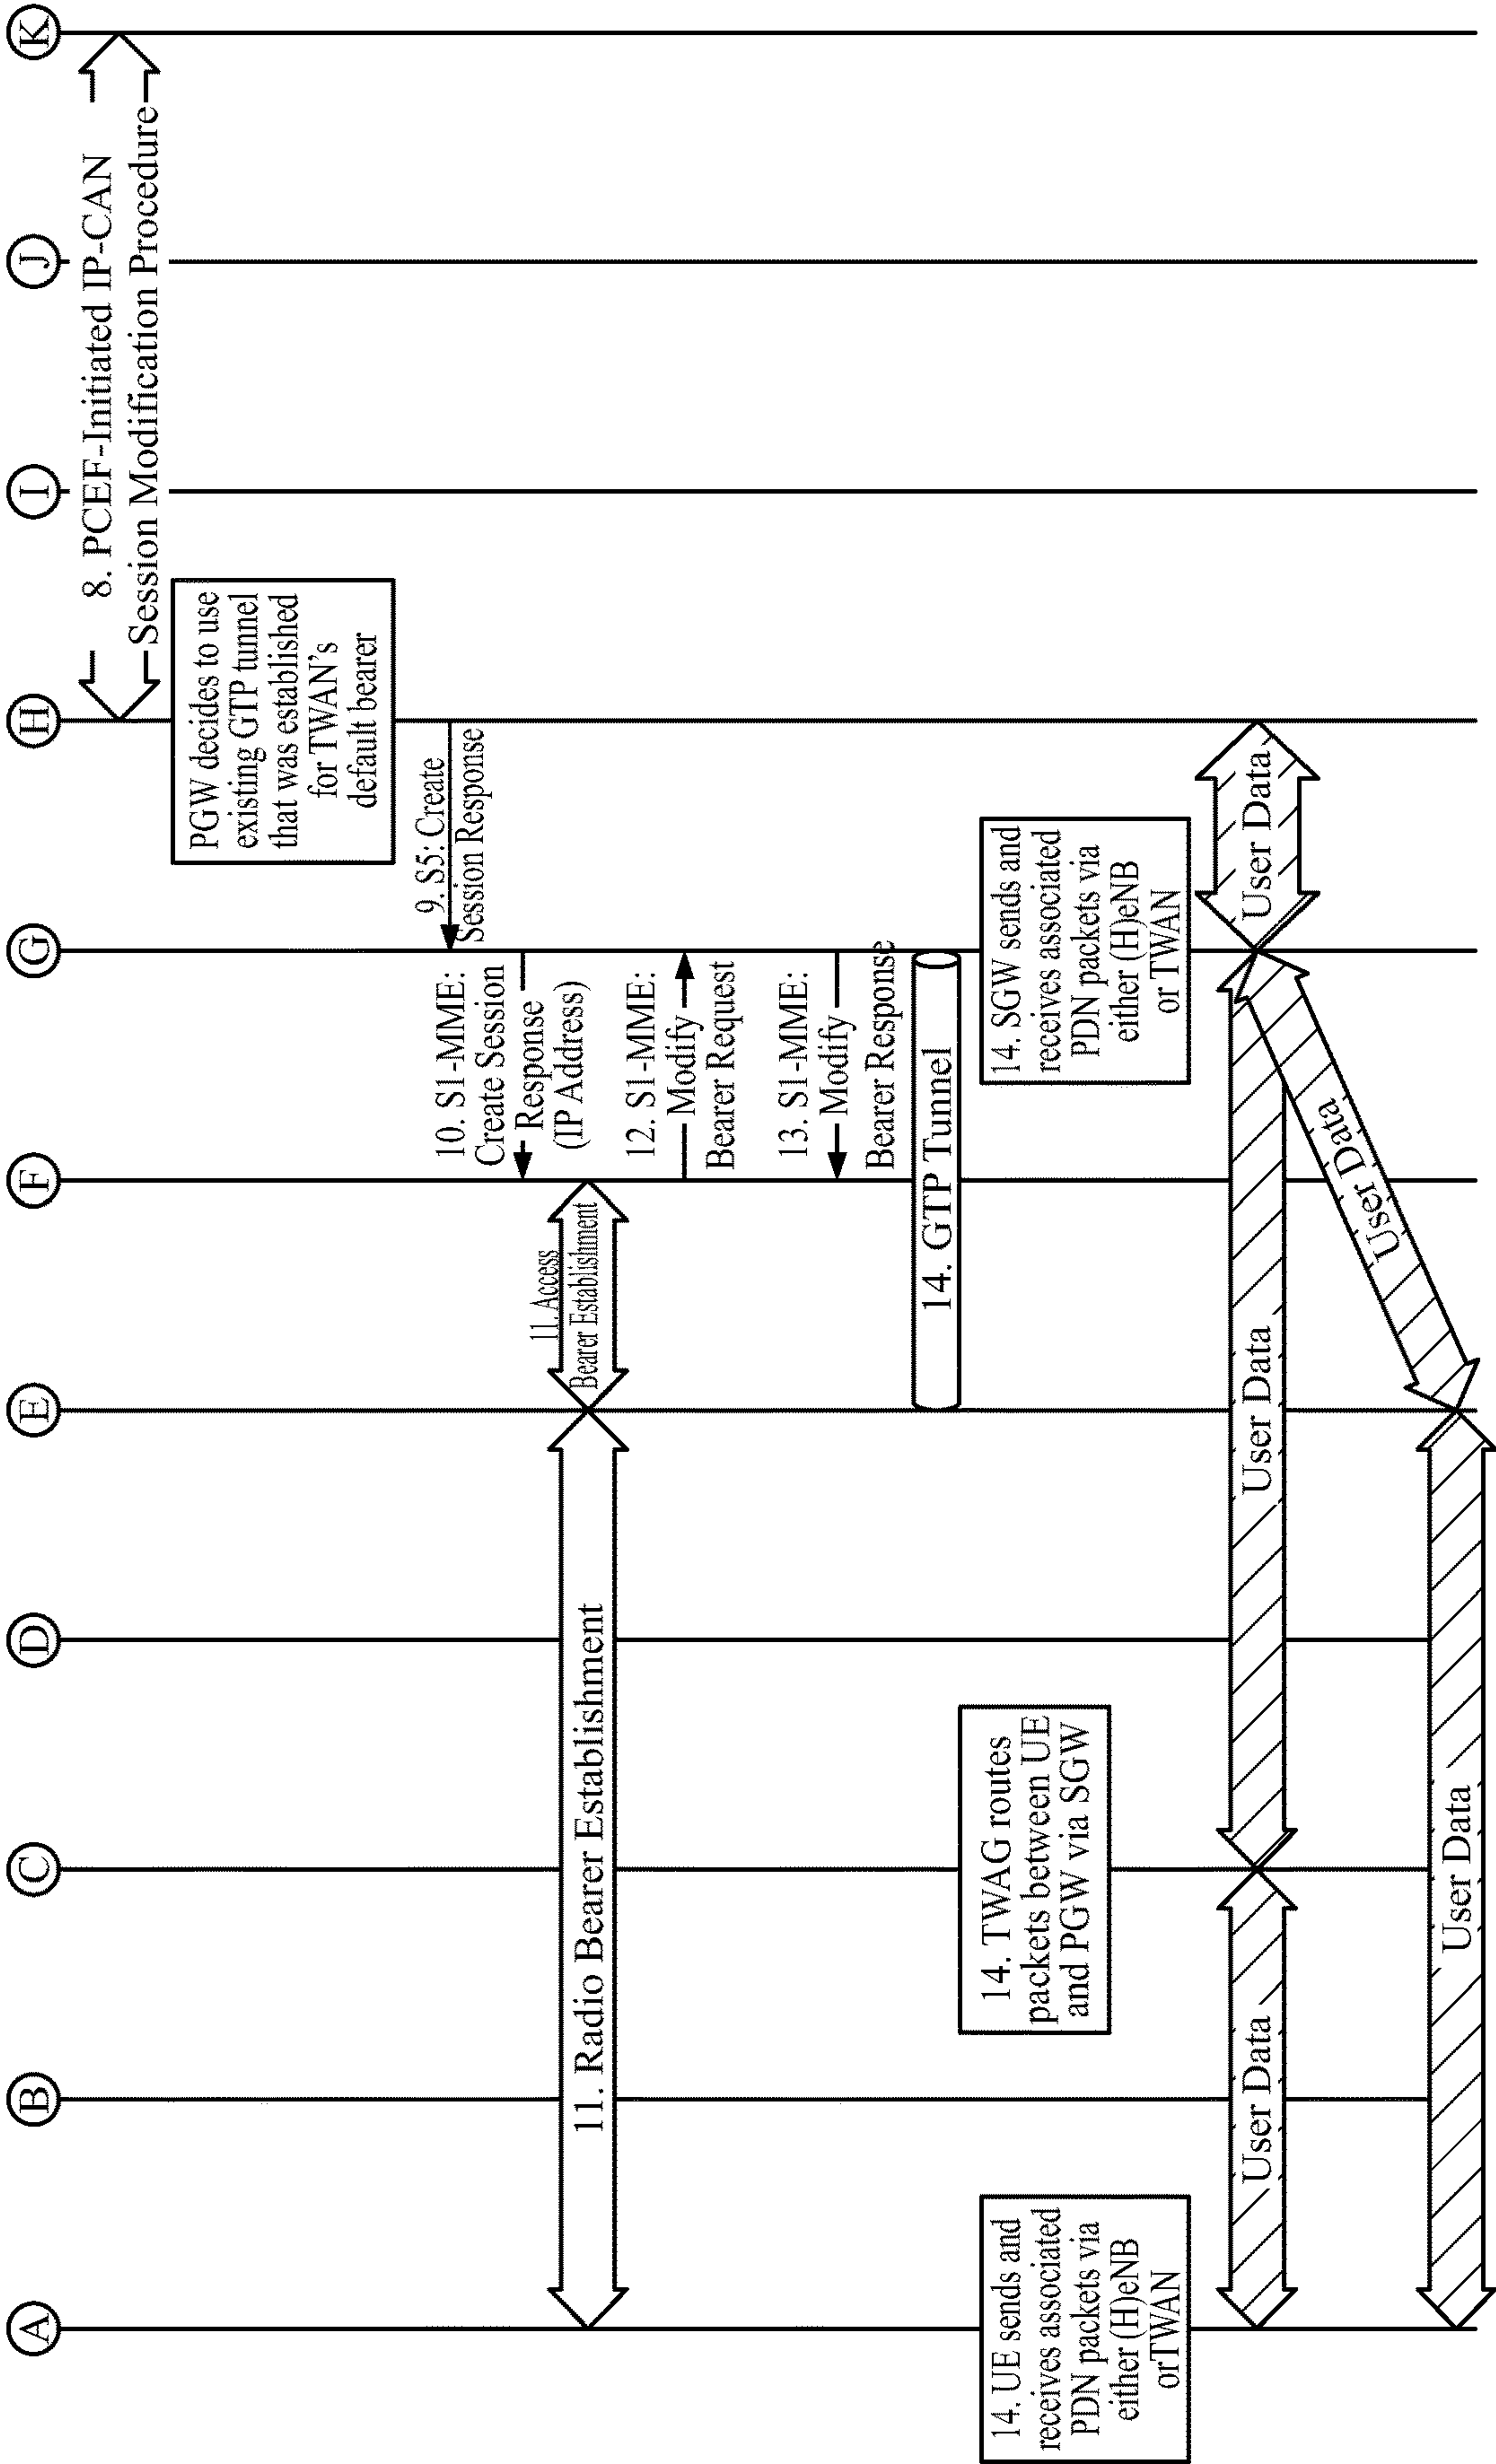 A
B
C
D
E
F
G
H
I
J
K
8. PCEF-Initiated IP-CAN
Session Modification Procedure
PGW decides to use
existing GTP tunnel
that was established
for TWAN's
default bearer
9. S5: Create
Session Response
10. S1-MME:
Create Session
Response
(IP Address)
11. Radio Bearer Establishment
11. Access
Bearer Establishment
12. S1-MME:
Modify
Bearer Request
13. S1-MME:
Modify
Bearer Response
14. GTP Tunnel
14. UE sends and
receives associated
PDN packets via
either (H)eNB
orTWAN
14. TWAG routes
packets between UE
and PGW via SGW
14. SGW sends and
receives associated
PDN packets via
either (H)eNB
or TWAN
User Data
User Data
User Data
User Data
User Data